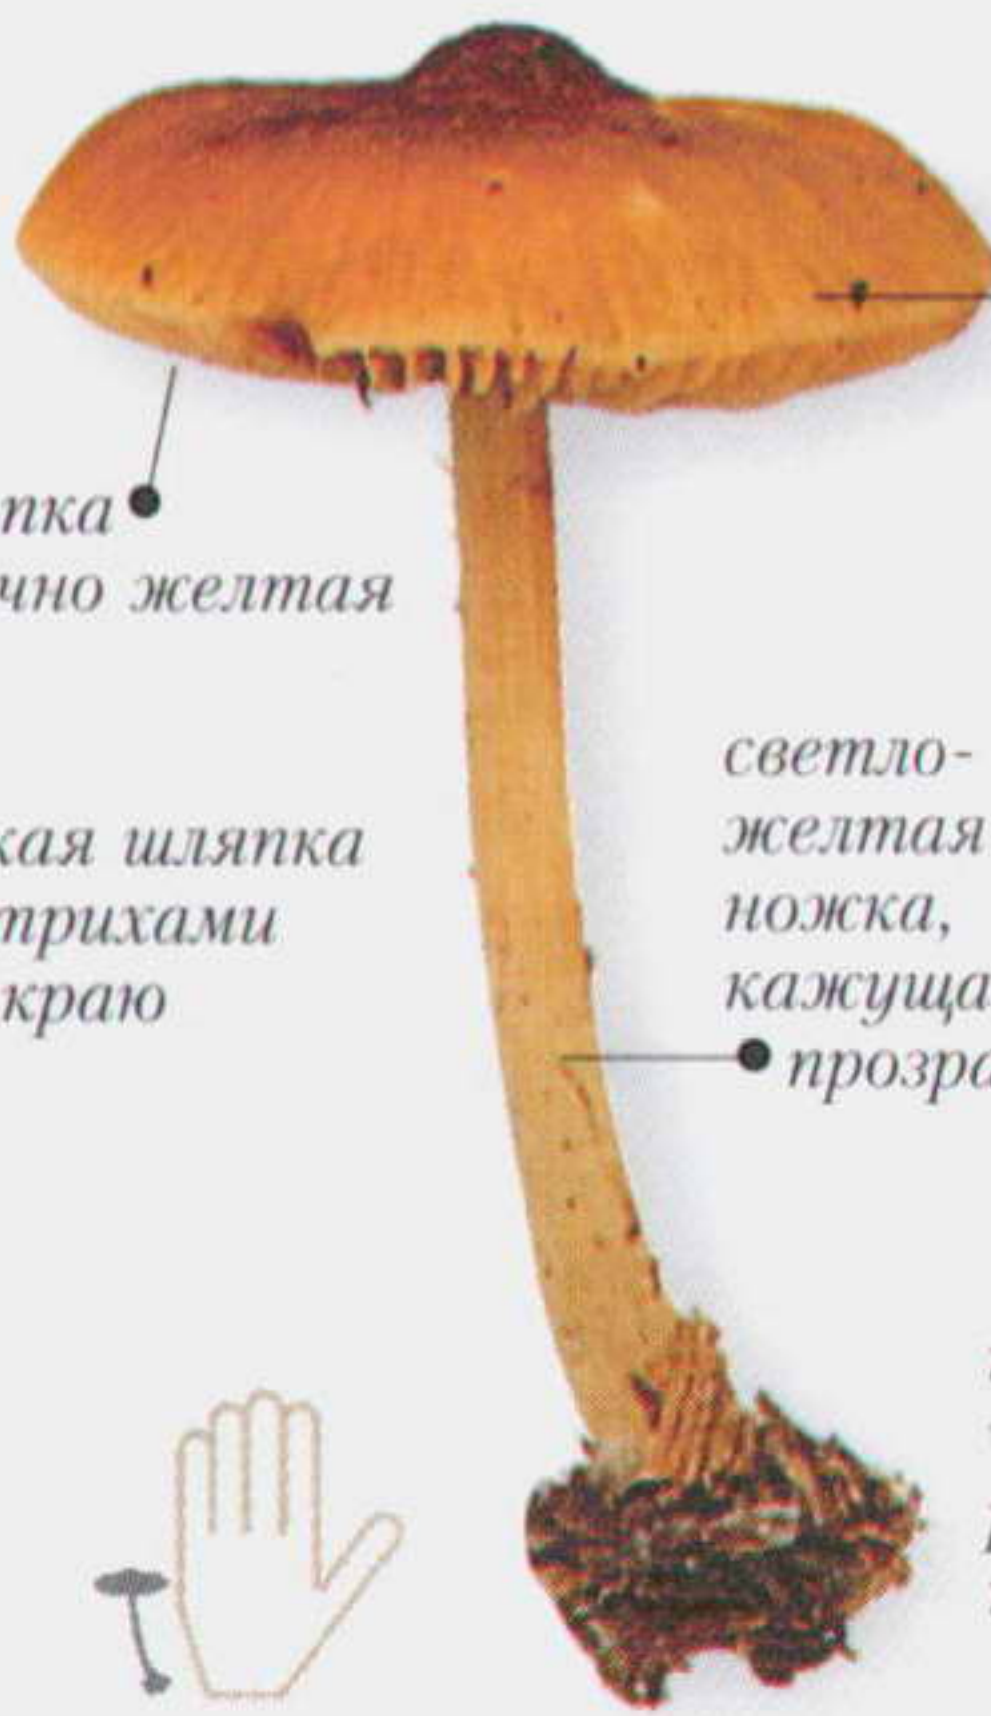 пка
чно желтая
кая шляпка
трихами
краю
светло-
желтая
ножка,
кажуща
прозра